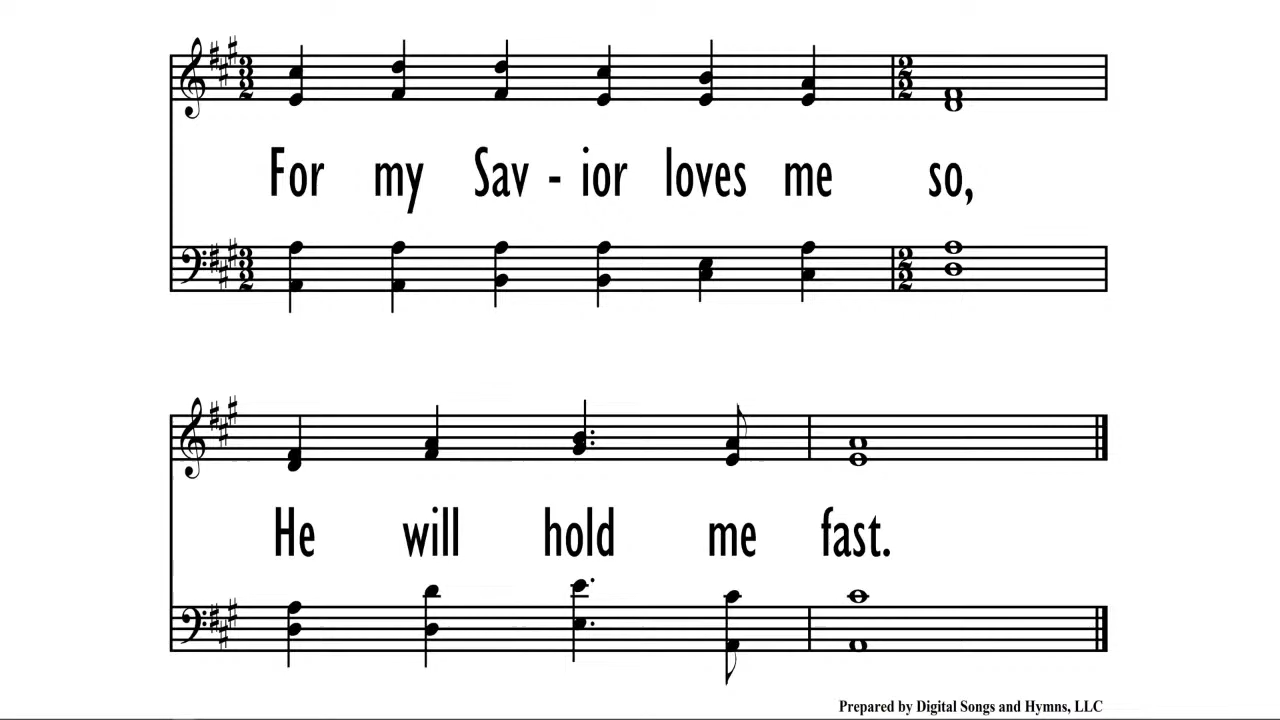 For my Sav - ior loves me so,
He will hold me fast.
Prepared by Digital Songs and Hymns, LLC